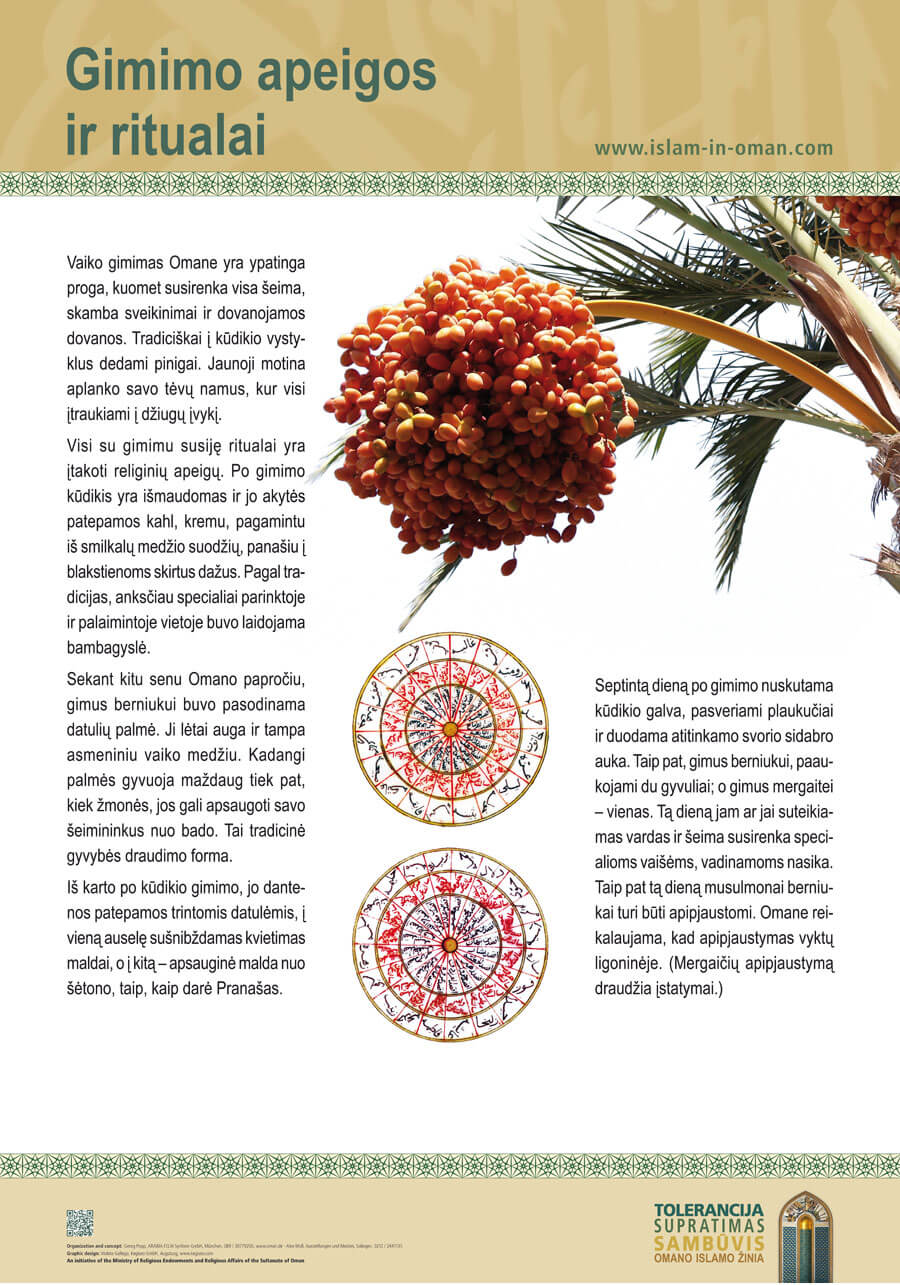 Gimimo apeigos
ir ritualai
www.islam-in-oman.com
Vaiko gimimas Omane yra ypatinga
proga, kuomet susirenka visa šeima,
skamba sveikinimai ir dovanojamos
dovanos. Tradiciškai į kūdikio vysty-
klus dedami pinigai. Jaunoji motina
aplanko savo tėvų namus, kur visi
įtraukiami į džiugų įvykį.
Visi su gimimu susiję ritualai yra
įtakoti religinių apeigų. Po gimimo
kūdikis yra išmaudomas ir jo akytės
patepamos kahl, kremu, pagamintu
iš smilkalų medžio suodžių, panašiu į
blakstienoms skirtus dažus. Pagal tra-
dicijas, anksčiau specialiai parinktoje
ir palaimintoje vietoje buvo laidojama
bambagyslė.
Sekant kitu senu Omano papročiu,
gimus berniukui buvo pasodinama
datulių palmė. Ji lėtai auga ir tampa
asmeniniu vaiko medžiu. Kadangi
palmės gyvuoja maždaug tiek pat,
kiek žmonės, jos gali apsaugoti savo
šeimininkus nuo bado. Tai tradicinė
gyvybės draudimo forma.
Iš karto po kūdikio gimimo, jo dante-
nos patepamos trintomis datulėmis, į
vieną auselę sušnibždamas kvietimas
maldai, o į kitą – apsauginė malda nuo
šėtono, taip, kaip darė Pranašas.
Septintą dieną po gimimo nuskutama
kūdikio galva, pasveriami plaukučiai
ir duodama atitinkamo svorio sidabro
auka. Taip pat, gimus berniukui, paau-
kojami du gyvuliai; o gimus mergaitei
– vienas. Tą dieną jam ar jai suteikia-
mas vardas ir šeima susirenka speci-
alioms vaišėms, vadinamoms nasika.
Taip pat tą dieną musulmonai berniu-
kai turi būti apipjaustomi. Omane rei-
kalaujama, kad apipjaustymas vyktų
ligoninėje. (Mergaičių apipjaustymą
draudžia įstatymai.)
Organization and concept: Georg Popp, ARABIA FELIX Synform GmbH, München,
Graphic design:
An initiative of the Ministry of Religious Endowments and Religious Affairs of the Sultanate of Oman
TOLERANCIJA
SUPRATIMAS
SAMBŪVIS
OMANO ISLAMO ŽINIA